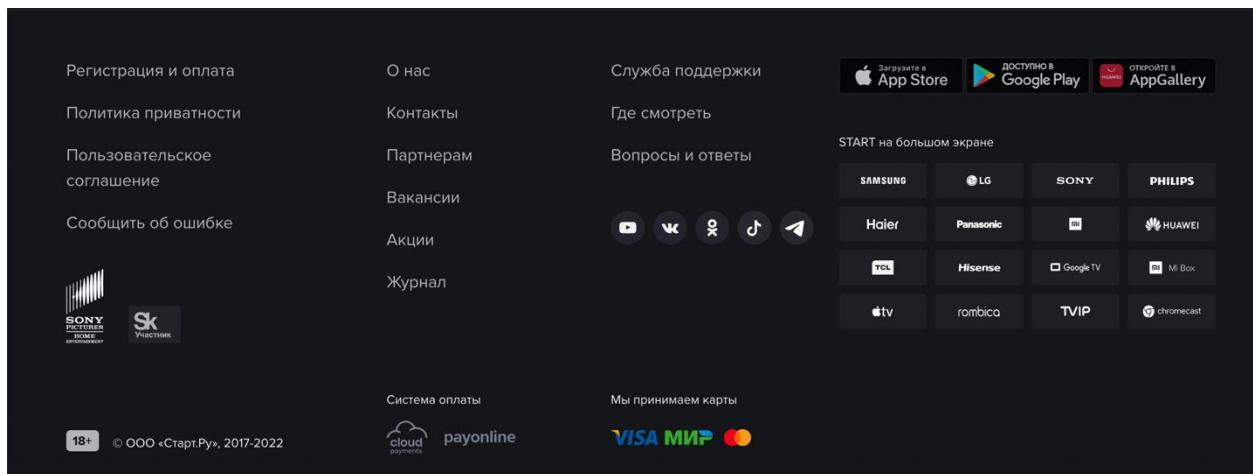 Регистрация и оплата
Политика приватности
Пользовательское
соглашение
Сообщить об ошибке
SONY
PICTURES
HOME
ENTERTAINMENT
Sk
Участник
18+
© ООО «Старт.Ру», 2017-2022
О нас
Контакты
Партнерам
Вакансии
Акции
Журнал
Система оплаты
cloud
payments
payonline
Служба поддержки
Где смотреть
Вопросы и ответы
Мы принимаем карты
VISA МИР
Загрузите в
App Store
ДОСТУПНО В
Google Play
HUAWEI
ОТКРОЙТЕ В
AppGallery
START на большом экране
SAMSUNG LG SONY PHILIPS
Haier Panasonic mi HUAWEI
TCL Hisense Google TV mi Mi Box
tv rombica TVIP chromecast